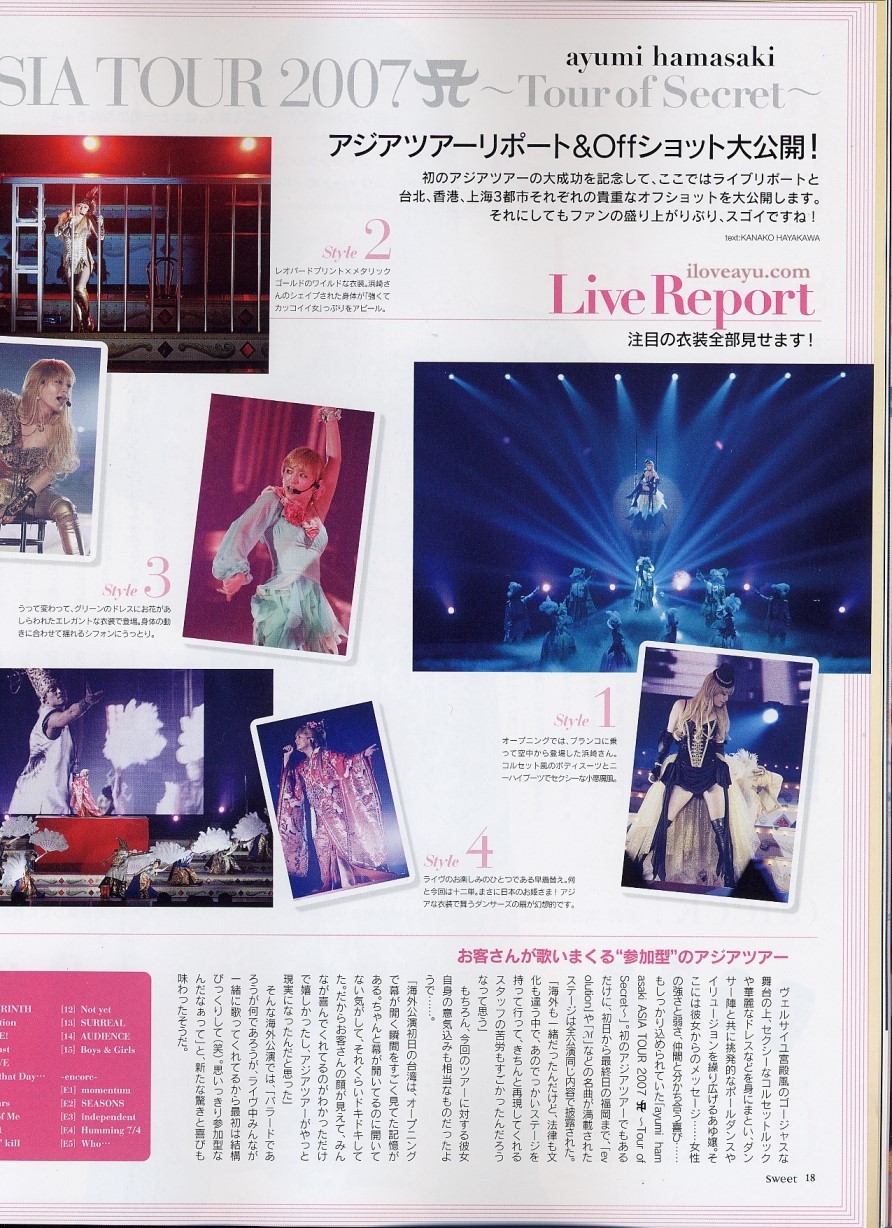 SIA TOUR 2007
ayumi hamasaki
～Tour of Secret～
アジアツアーリポート&Offショット大公開！
初のアジアツアーの大成功を記念して、ここではライブリポートと
台北、香港、上海3都市それぞれの貴重なオフショットを大公開します。
それにしてもファンの盛り上がりぶり、スゴイですね！
text:KANAKO HAYAKAWA
iloveayu.com
Live Report
注目の衣装全部見せます！
Style 2
レオパードプリント×メタリック
ゴールドのワイルドな衣装。浜崎さ
んのシェイプされた身体が「強くて
カッコイイ女」っぷりをアピール。
Style 3
うって変わって、グリーンのドレスにお花があ
しらわれたエレガントな衣装で登場。身体の動
きに合わせて揺れるシフォンにうっとり。
Style 1
オープニングでは、ブランコに乗
って空中から登場した浜崎さん。
コルセット風のボディスーツとニ
ーハイブーツでセクシーな小悪魔風。
Style 4
ライヴのお楽しみのひとつである早着替え。何
と今回は十二単。まさに日本のお姫さま！ アジ
アな衣装で舞うダンサーズの扇が幻想的です。
お客さんが歌いまくる“参加型”のアジアツアー
ヴェルサイユ宮殿風のゴージャスな
舞台の上、セクシーなコルセットルック
や華麗なドレスなどを身にまとい、ダン
サー陣と共に挑発的なポールダンスや
イリュージョンを繰り広げるあゆ嬢。そ
こには彼女からのメッセージ……女性
の強さと弱さ、仲間と分かち合う喜び……
もしっかり込められていた「ayumi ham
asaki ASIA TOUR 2007 ～Tour of
Secret～」。初のアジアツアーでもある
だけに、初日から最終日の福岡まで、「ev
olution」や「JEWEL」などの名曲が満載された
ステージは全公演同じ内容で披露された。
「海外も一緒だったんだけど、法律も文
化も違う中で、あのでっかいステージを
持って行って、きちんと再現してくれる
スタッフの苦労もすごかったんだろう
なって思う」
もちろん、今回のツアーに対する彼女
自身の意気込みも相当なものだったよ
うで……。
「海外公演初日の台湾は、オープニング
で幕が開く瞬間をすごく見てた記憶が
ある。ちゃんと幕が開いてるのに開いて
ない気がして、それくらいドキドキして
た。だからお客さんの顔が見えて、みん
なが喜んでくれてるのがわかっただけ
で嬉しかったし、アジアツアーがやっと
現実になったんだと思った」
そんな海外公演では、「バラードであ
ろうが何であろうが、ライヴ中みんなが
一緒に歌ってくれてるから最初は結構
びっくりして（笑）。思いっきり参加型な
んだなぁって」と、新たな驚きと喜びも
味わったそうだ。
RINTH
tion
E!
ast
VE
that Day…
ars
of Me
' kill
[12] Not yet
[13] SURREAL
[14] AUDIENCE
[15] Boys & Girls
-encore-
[E1] momentum
[E2] SEASONS
[E3] independent
[E4] Humming 7/4
[E5] Who…
Sweet 18